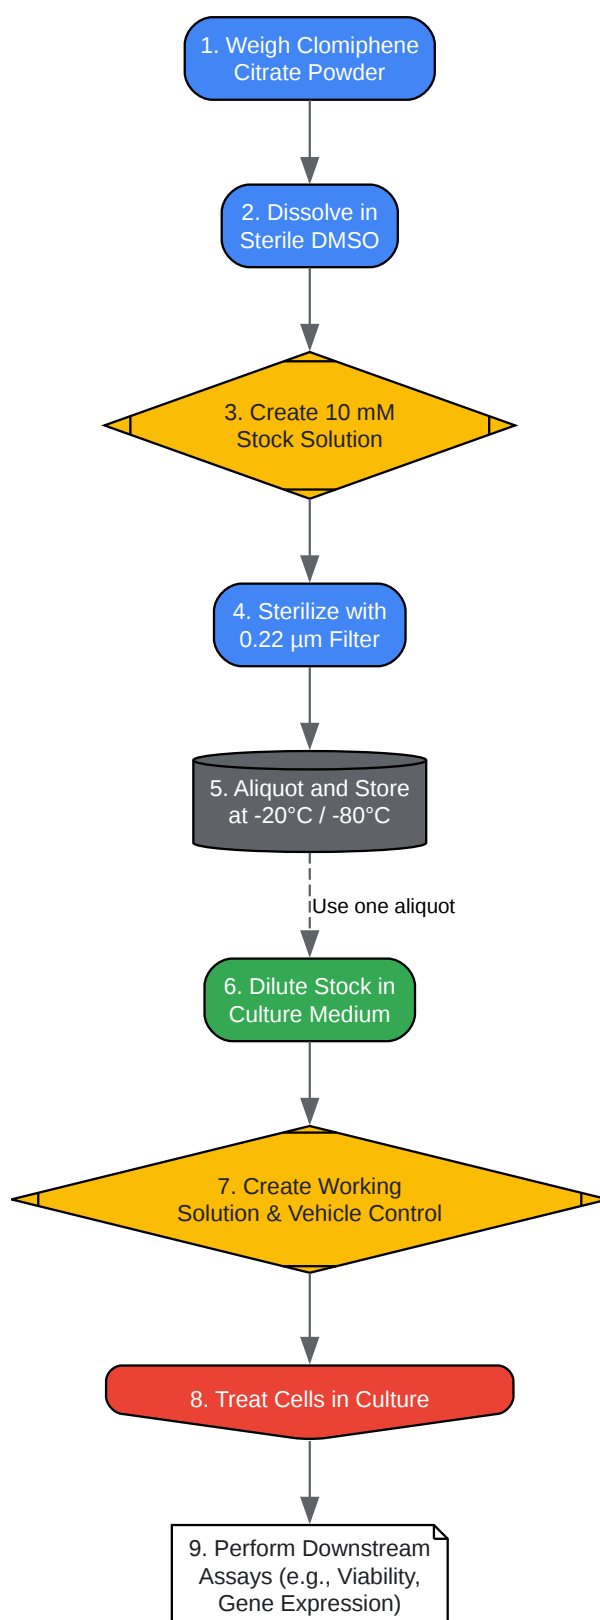 1. Weigh Clomiphene
Citrate Powder
2. Dissolve in
Sterile DMSO
3. Create 10 mM
Stock Solution
4. Sterilize with
0.22 µm Filter
5. Aliquot and Store
at -20°C / -80°C
Use one aliquot
6. Dilute Stock in
Culture Medium
7. Create Working
Solution & Vehicle Control
8. Treat Cells in Culture
9. Perform Downstream
Assays (e.g., Viability,
Gene Expression)